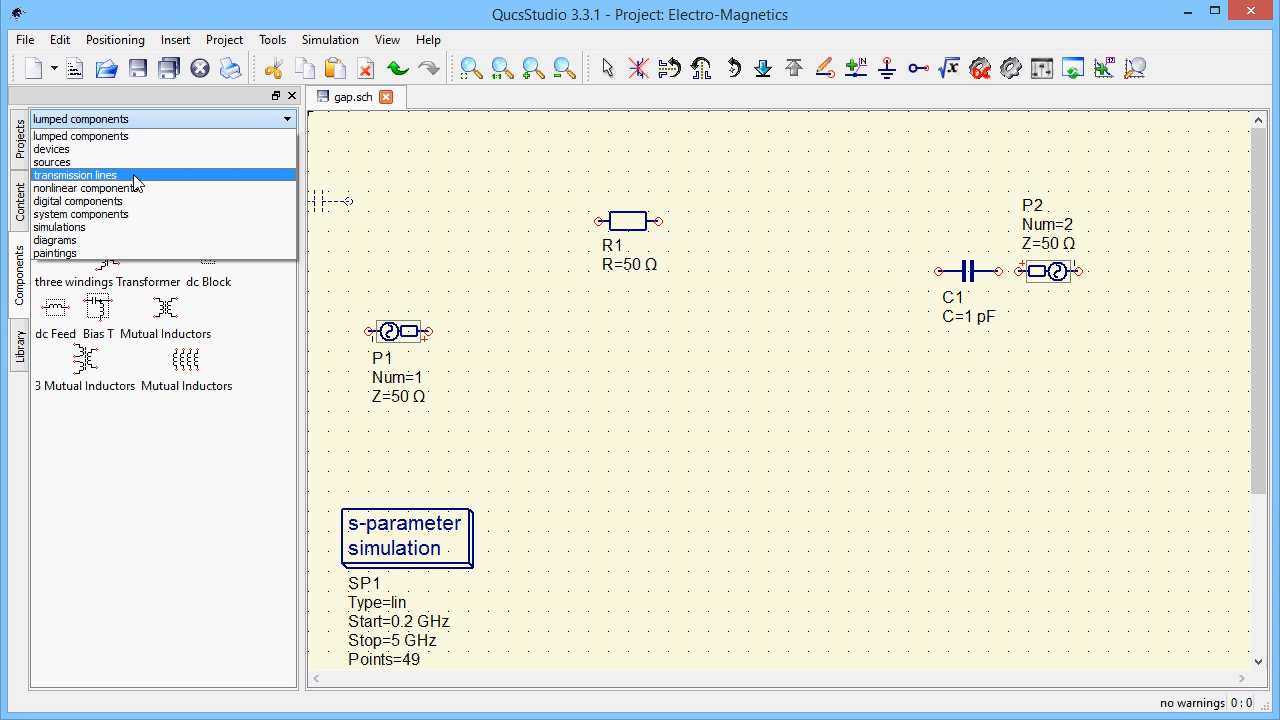 QucsStudio 3.3.1 - Project: Electro-Magnetics
File Edit Positioning Insert Project Tools Simulation View Help
gap.sch
Projects
Content
Components
Library
lumped components
lumped components
devices
sources
transmission lines
nonlinear components
digital components
system components
simulations
diagrams
paintings
three windings Transformer dc Block
dc Feed Bias T Mutual Inductors
3 Mutual Inductors Mutual Inductors
R1
R=50 Ω
P2
Num=2
Z=50 Ω
C1
C=1 pF
P1
Num=1
Z=50 Ω
s-parameter
simulation
SP1
Type=lin
Start=0.2 GHz
Stop=5 GHz
Points=49
no warnings 0 : 0